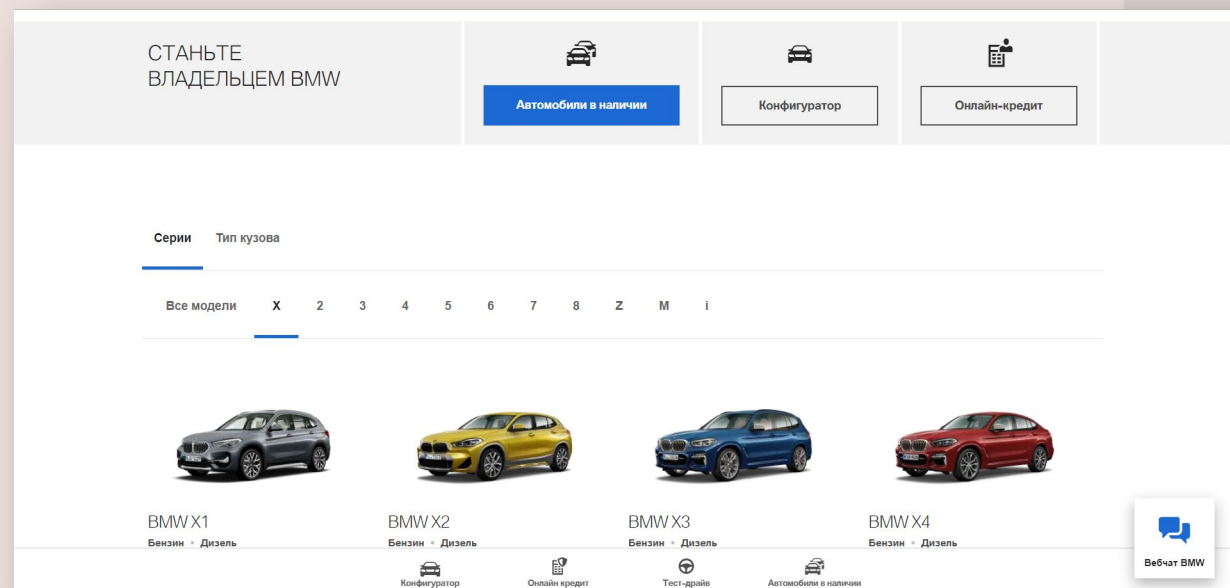 СТАНЬТЕ
ВЛАДЕЛЬЦЕМ BMW
Автомобили в наличии
Конфигуратор
Онлайн-кредит
Серии Тип кузова
Все модели X 2 3 4 5 6 7 8 Z M i
BMW X1 BMW X2 BMW X3 BMW X4
Бензин • Дизель Бензин • Дизель Бензин • Дизель Бензин • Дизель
Вебчат BMW
Конфигуратор Онлайн кредит Тест-драйв Автомобили в наличии